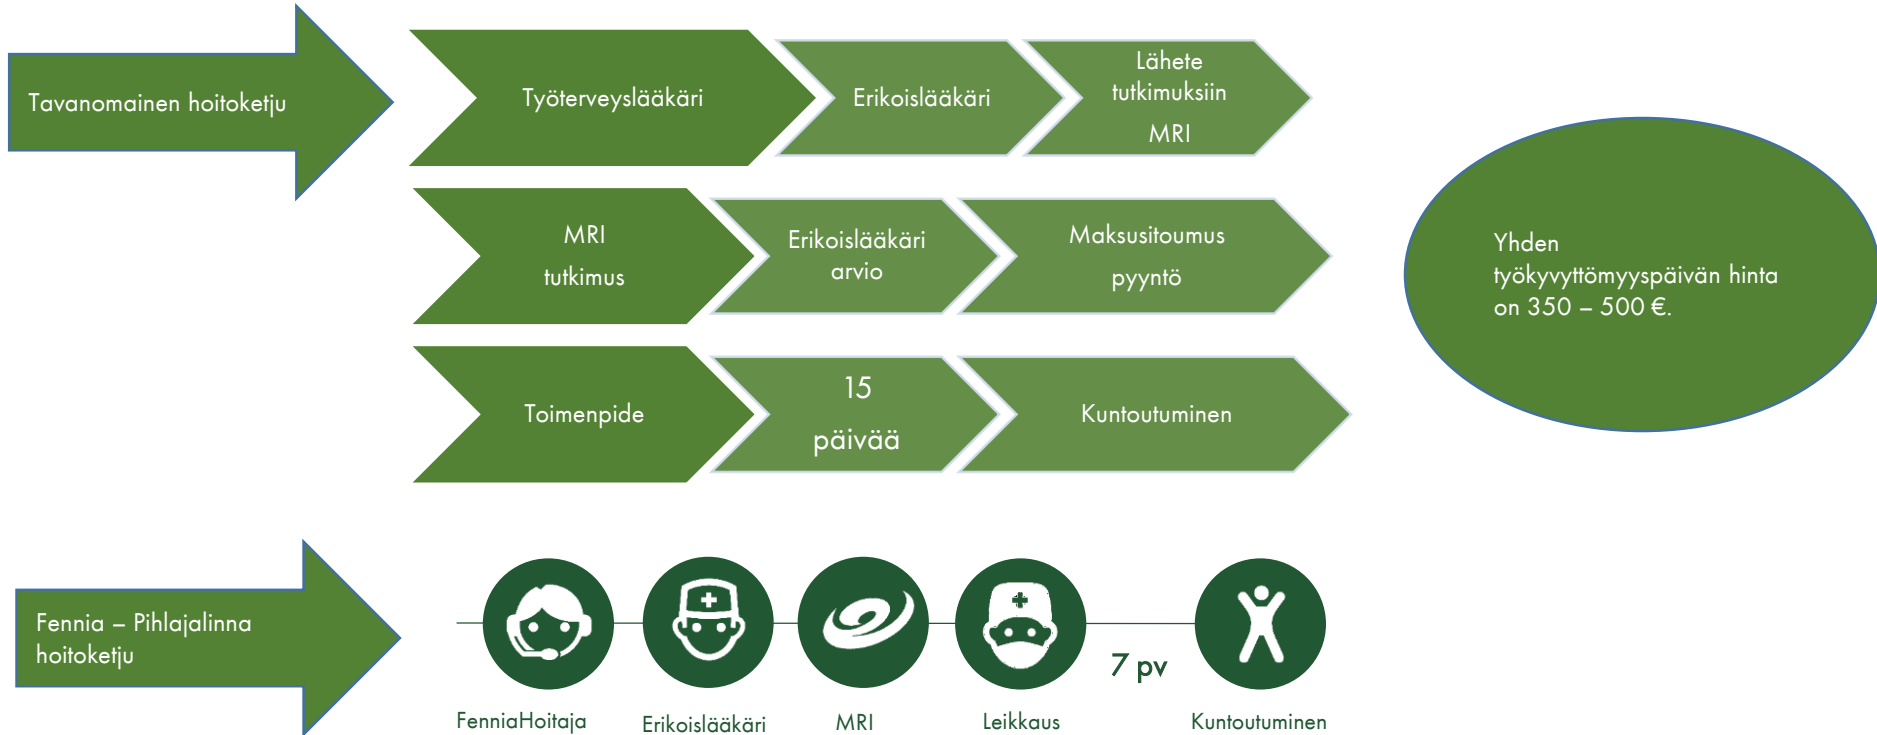 Tavanomainen hoitoketju
Työterveyslääkäri
Erikoislääkäri
Lähete
tutkimuksiin
MRI
MRI
tutkimus
Erikoislääkäri
arvio
Maksusitoumus
pyyntö
Toimenpide
15
päivää
Kuntoutuminen
Yhden
työkyvyttömyyspäivän hinta
on 350 – 500 €.
Fennia – Pihlajalinna
hoitoketju
7 pv
FenniaHoitaja
Erikoislääkäri
MRI
Leikkaus
Kuntoutuminen